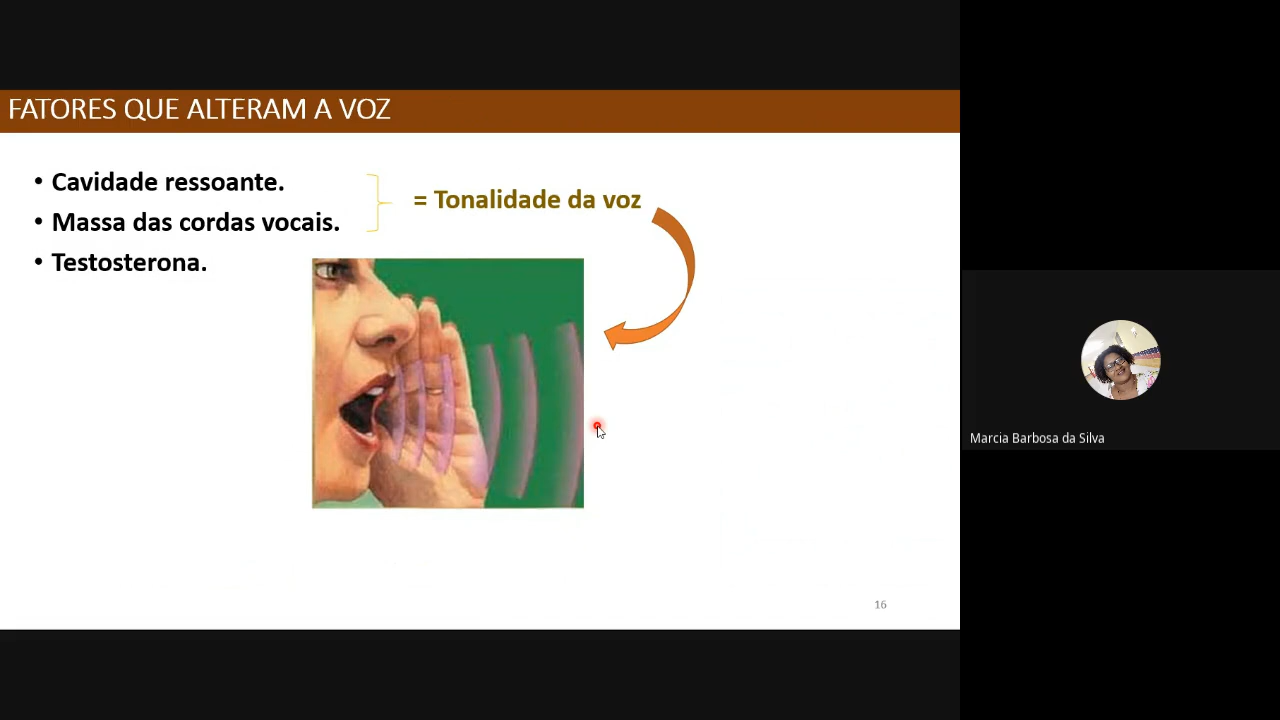 FATORES QUE ALTERAM A VOZ
• Cavidade ressoante.
• Massa das cordas vocais.
• Testosterona.
= Tonalidade da voz
16
Marcia Barbosa da Silva